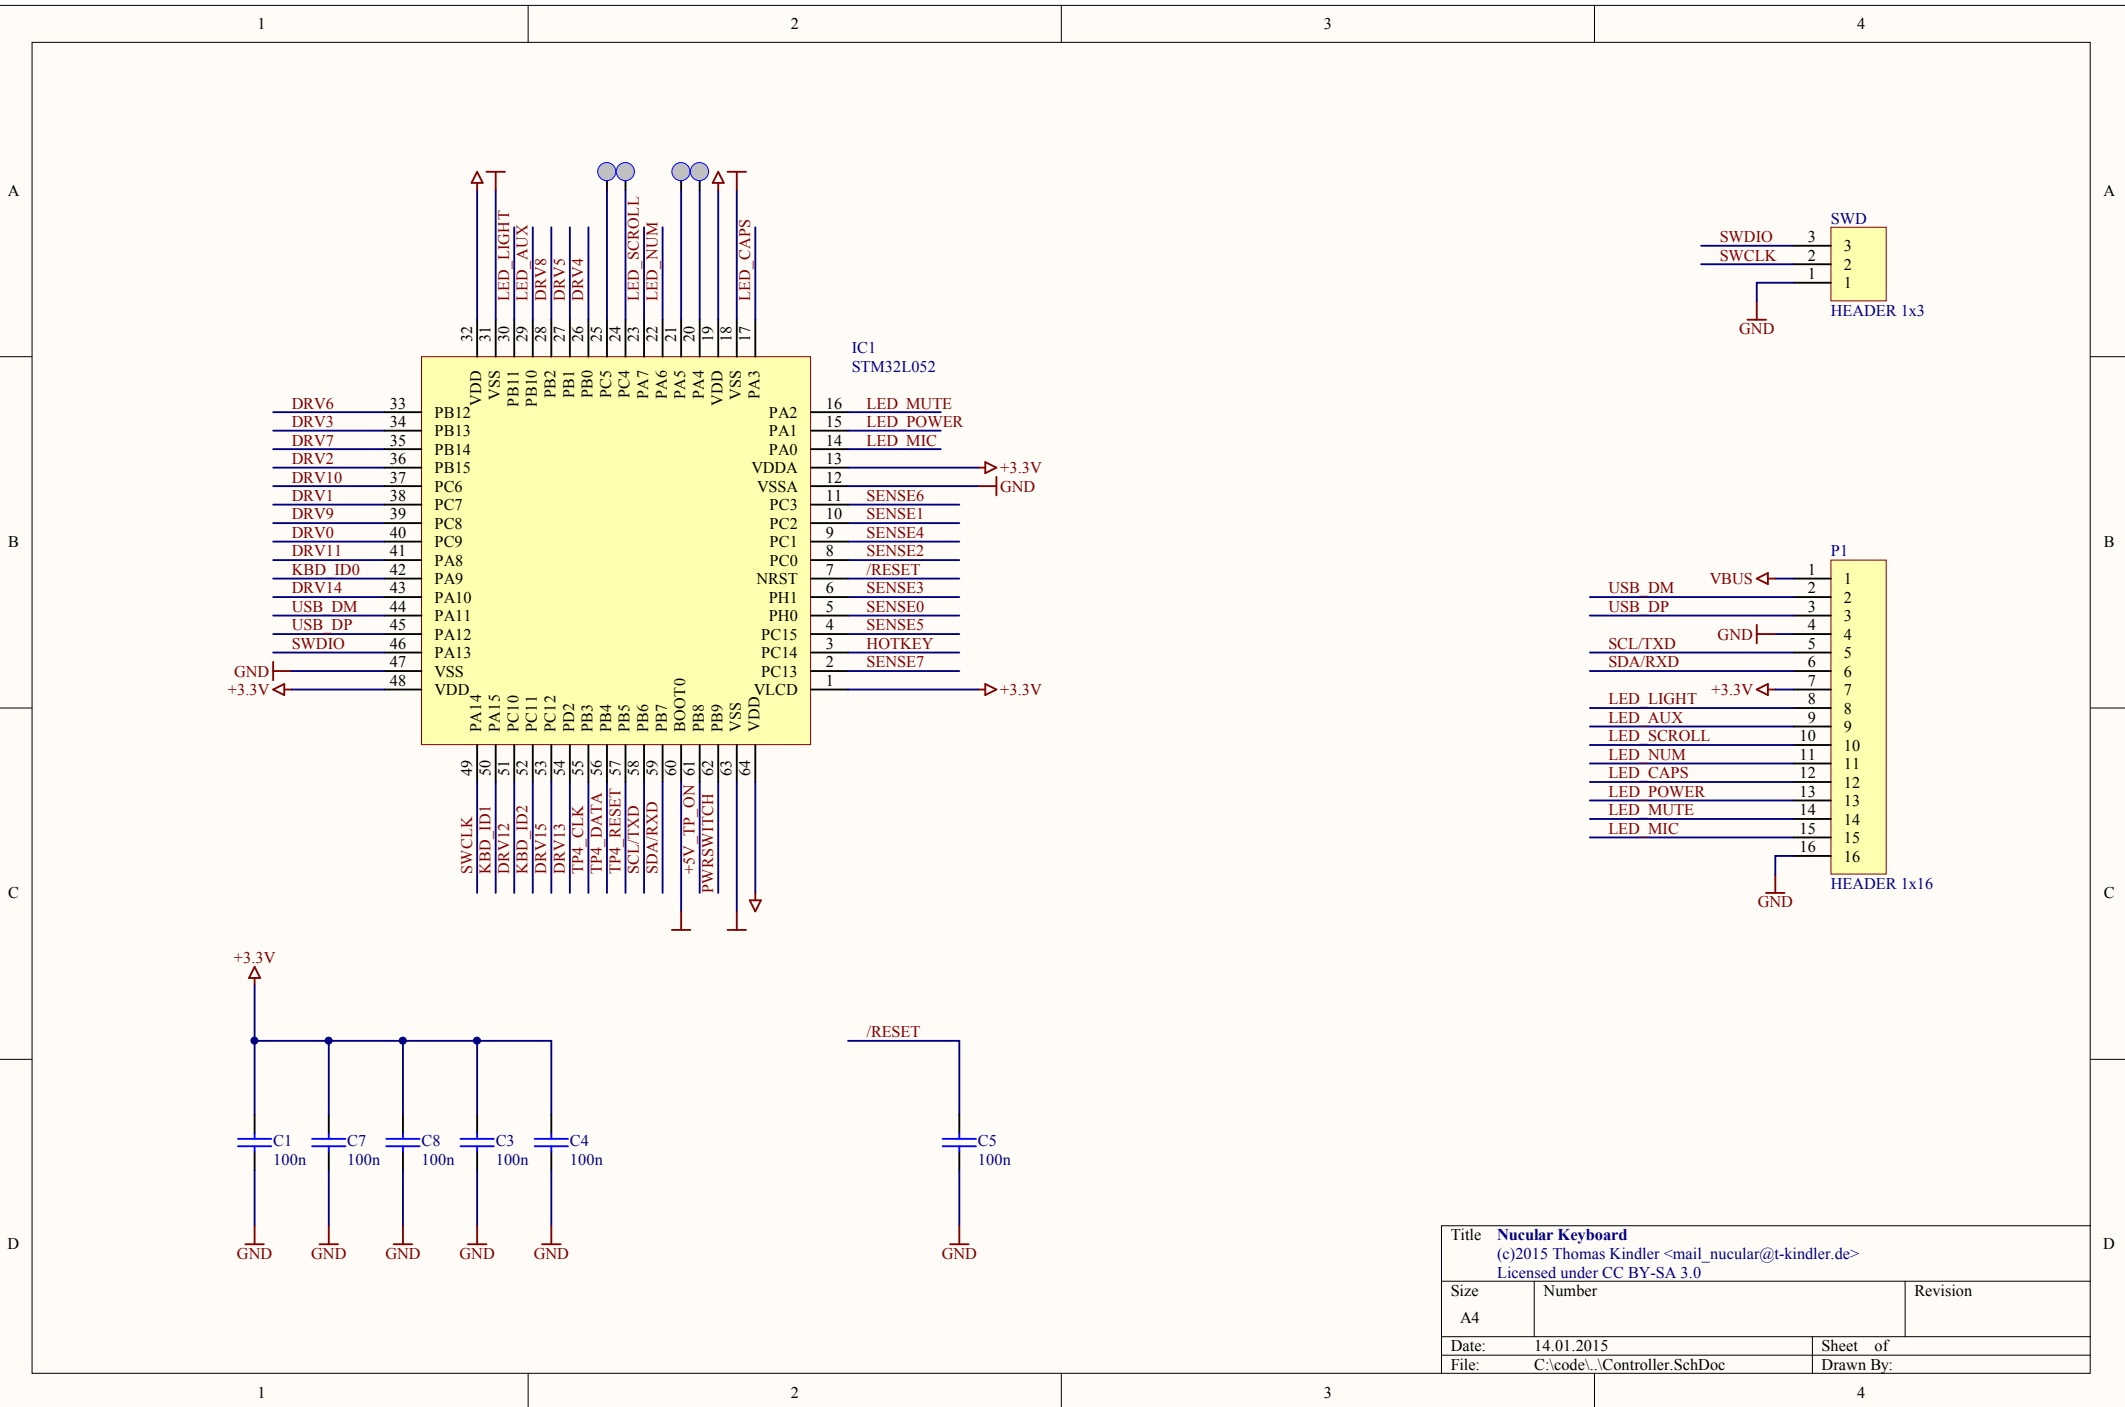 1 2 3 4
A A
LED_LIGHT
LED_AUX
DRV8
DRV5
DRV4
LED_SCROLL
LED_NUM
LED_CAPS
32 31 30 29 28 27 26 25 24 23 22 21 20 19 18 17
VDD VSS PB11 PB10 PB2 PB1 PB0 PC5 PC4 PA7 PA6 PA5 PA4 VDD VSS PA3
IC1
STM32L052
DRV6 33 PB12
DRV3 34 PB13
DRV7 35 PB14
DRV2 36 PB15
DRV10 37 PC6
DRV1 38 PC7
DRV9 39 PC8
DRV0 40 PC9
DRV11 41 PA8
KBD_ID0 42 PA9
DRV14 43 PA10
USB_DM 44 PA11
USB_DP 45 PA12
SWDIO 46 PA13
GND 47 VSS
+3.3V 48 VDD
PA2 16 LED_MUTE
PA1 15 LED_POWER
PA0 14 LED_MIC
VDDA 13 +3.3V
VSSA 12 GND
PC3 11 SENSE6
PC2 10 SENSE1
PC1 9 SENSE4
PC0 8 SENSE2
NRST 7 /RESET
PH1 6 SENSE3
PH0 5 SENSE0
PC15 4 SENSE5
PC14 3 HOTKEY
PC13 2 SENSE7
VLCD 1 +3.3V
PA14 PA15 PC10 PC11 PC12 PD2 PB3 PB4 PB5 PB6 PB7 BOOT0 PB8 PB9 VSS VDD
49 50 51 52 53 54 55 56 57 58 59 60 61 62 63 64
SWCLK
KBD_ID1
DRV12
KBD_ID2
DRV15
DRV13
TP4_CLK
TP4_DATA
TP4_RESET
SCL/TXD
SDA/RXD
+5V_TP_ON
PWRSWITCH
SWD
SWDIO 3 3
SWCLK 2 2
1 1
HEADER 1x3
GND
B B
P1
VBUS 1 1
USB_DM 2 2
USB_DP 3 3
GND 4 4
SCL/TXD 5 5
SDA/RXD 6 6
+3.3V 7 7
LED_LIGHT 8 8
LED_AUX 9 9
LED_SCROLL 10 10
LED_NUM 11 11
LED_CAPS 12 12
LED_POWER 13 13
LED_MUTE 14 14
LED_MIC 15 15
16 16
HEADER 1x16
GND
C C
+3.3V
/RESET
C1 C7 C8 C3 C4 C5
100n 100n 100n 100n 100n 100n
GND GND GND GND GND GND
D D
Title Nucular Keyboard
(c)2015 Thomas Kindler <mail_nucular@t-kindler.de>
Licensed under CC BY-SA 3.0
Size Number Revision
A4
Date: 14.01.2015 Sheet of
File: C:\code\..\Controller.SchDoc Drawn By:
1 2 3 4